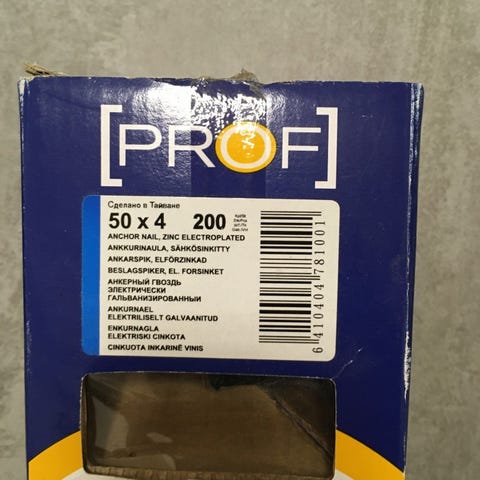 [PROF]
Сделано в Тайване
50 x 4 200
ANCHOR NAIL, ZINC ELECTROPLATED
ANKKURINAULA, SÄHKÖSINKITTY
ANKARSPIK, ELFÖRZINKAD
BESLAGSPIKER, EL. FORSINKET
АНКЕРНЫЙ ГВОЗДЬ
ЭЛЕКТРИЧЕСКИ
ГАЛЬВАНИЗИРОВАННЫЙ
ANKURNAEL
ELEKTRILISELT GALVAANITUD
ENKURNAGLA
ELEKTRISKI CINKOTA
CINKUOTA INKARINĖ VINIS
6 410404 781001